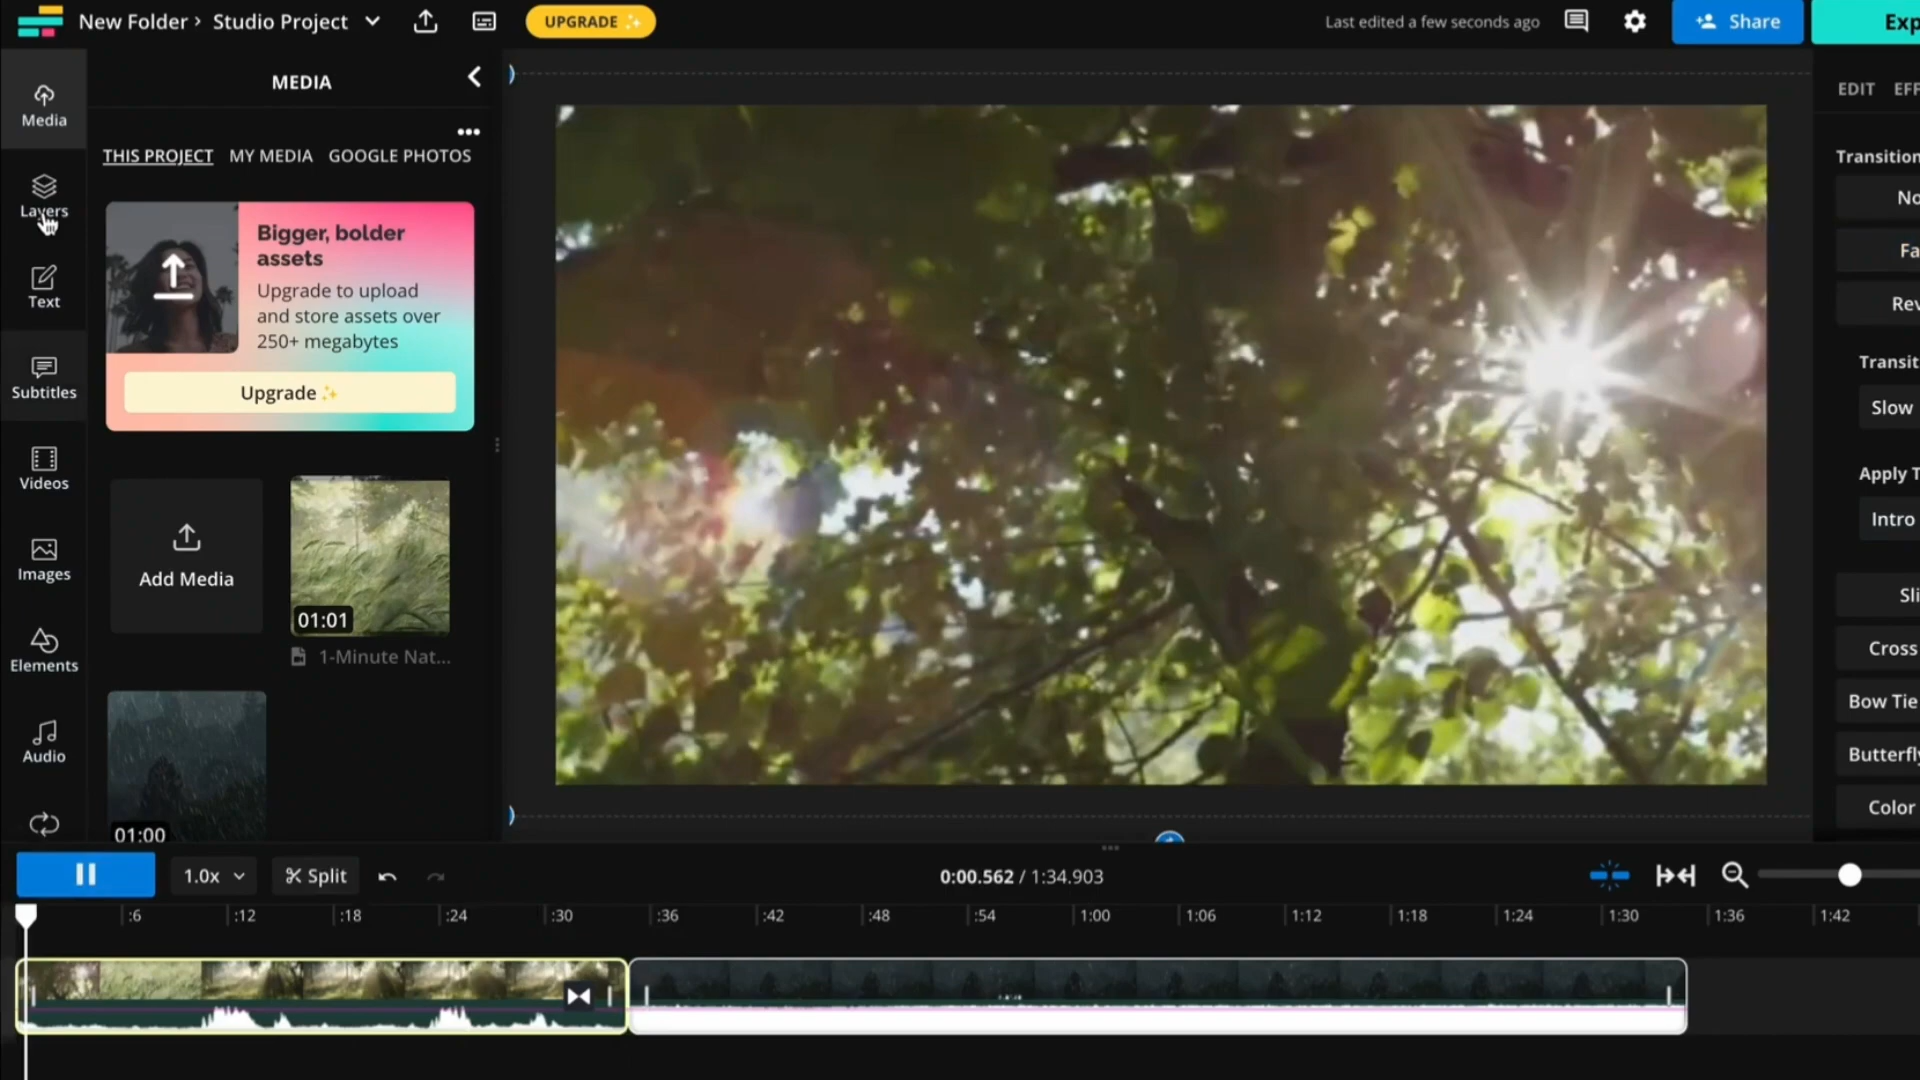 New Folder › Studio Project
UPGRADE
Last edited a few seconds ago
Share
Exp
Media
Layers
Text
Subtitles
Videos
Images
Elements
Audio
MEDIA
THIS PROJECT MY MEDIA GOOGLE PHOTOS
Bigger, bolder
assets
Upgrade to upload
and store assets over
250+ megabytes
Upgrade
Add Media
01:01
1-Minute Nat...
01:00
EDIT EFF
Transition
No
Fa
Rev
Transit
Slow
Apply T
Intro
Sli
Cross
Bow Tie
Butterfly
Color
1.0x
Split
0:00.562 / 1:34.903
:6 :12 :18 :24 :30 :36 :42 :48 :54 1:00 1:06 1:12 1:18 1:24 1:30 1:36 1:42